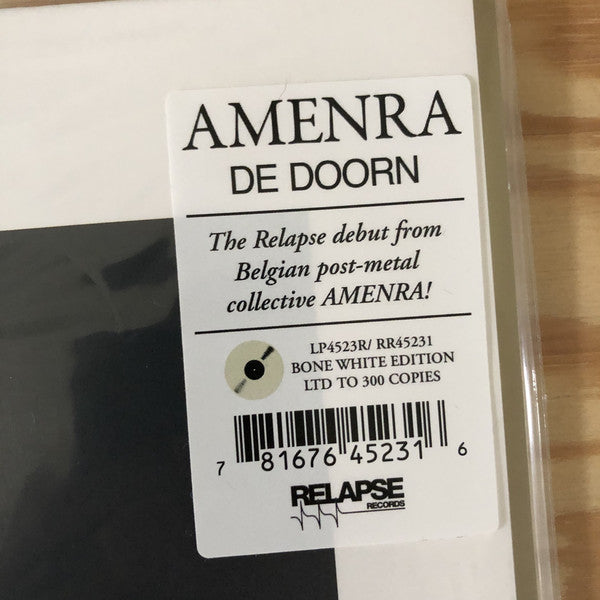 AMENRA
DE DOORN
The Relapse debut from
Belgian post-metal
collective AMENRA!
LP4523R/ RR45231
BONE WHITE EDITION
LTD TO 300 COPIES
7 81676 45231 6
RELAPSE
RECORDS